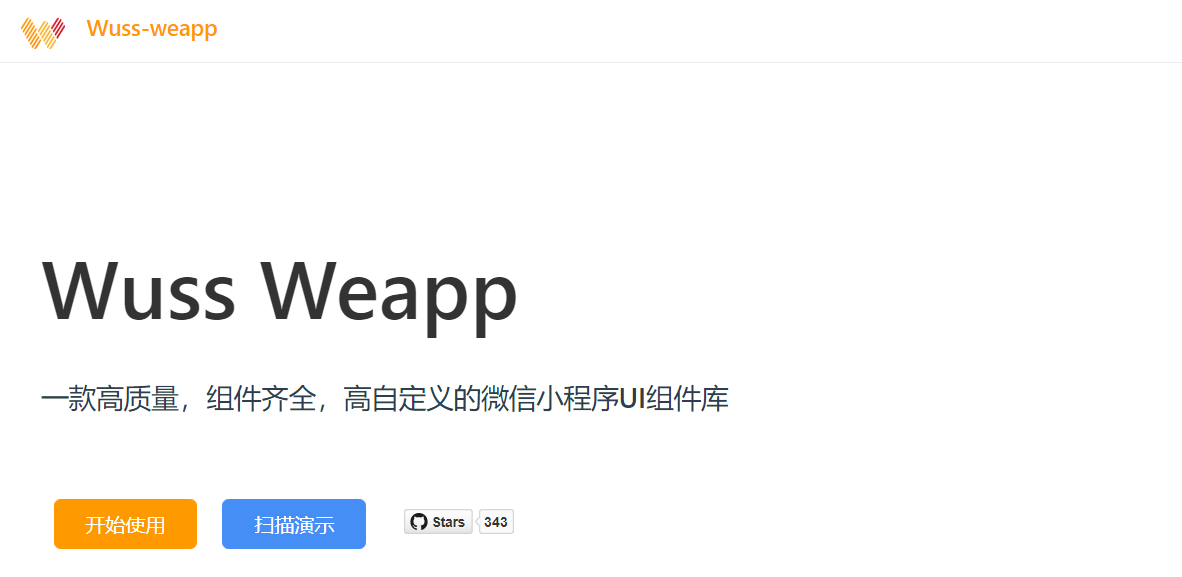 Wuss-weapp
Wuss Weapp
一款高质量，组件齐全，高自定义的微信小程序UI组件库
开始使用 扫描演示 Stars 343